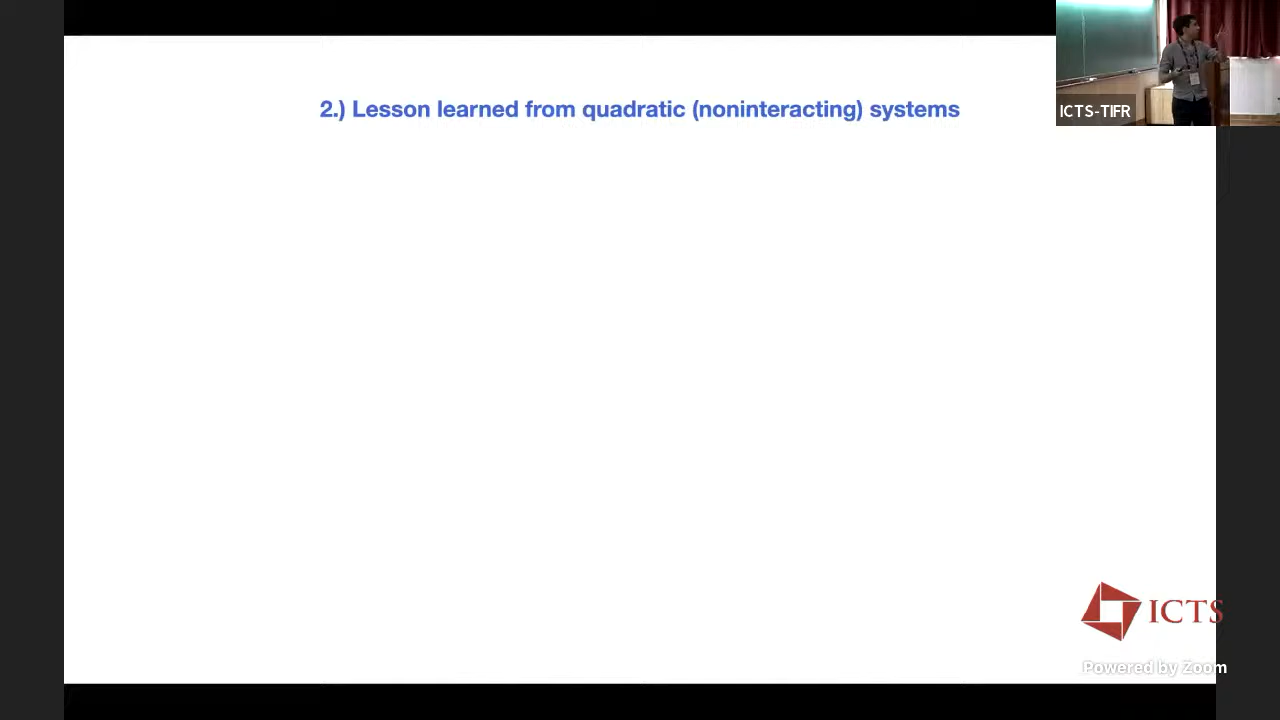 2.) Lesson learned from quadratic (noninteracting) systems
ICTS-TIFR
ICTS
Powered by Zoom